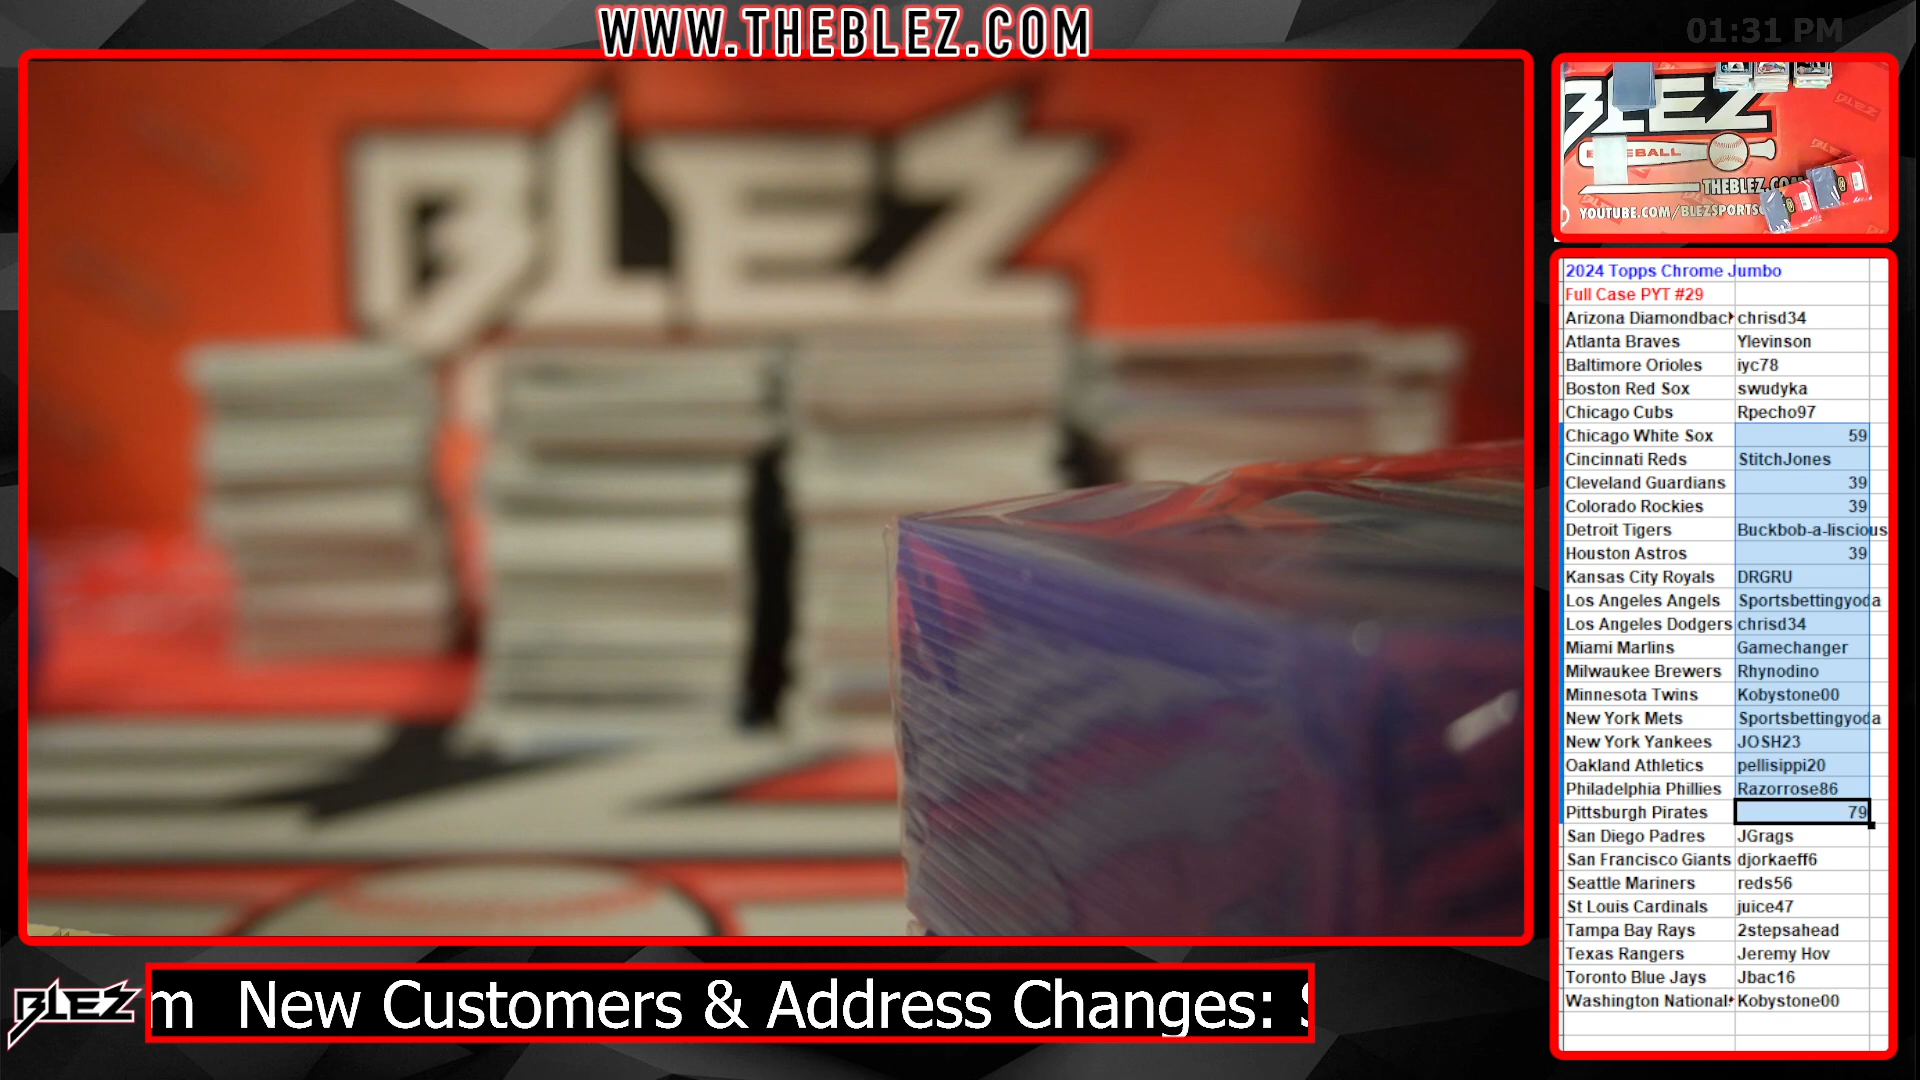 WWW.THEBLEZ.COM
01:31 PM
BLEZ
BLEZ
BASEBALL
THEBLEZ.COM
2024 Topps Chrome Jumbo
Full Case PYT #29
Arizona Diamondbac chrisd34
Atlanta Braves Ylevinson
Baltimore Orioles iyc78
Boston Red Sox swudyka
Chicago Cubs Rpecho97
Chicago White Sox 59
Cincinnati Reds StitchJones
Cleveland Guardians 39
Colorado Rockies 39
Detroit Tigers Buckbob-a-liscious
Houston Astros 39
Kansas City Royals DRGRU
Los Angeles Angels Sportsbettingyoda
Los Angeles Dodgers chrisd34
Miami Marlins Gamechanger
Milwaukee Brewers Rhynodino
Minnesota Twins Kobystone00
New York Mets Sportsbettingyoda
New York Yankees JOSH23
Oakland Athletics pellisippi20
Philadelphia Phillies Razorrose86
Pittsburgh Pirates 79
San Diego Padres JGrags
San Francisco Giants djorkaeff6
Seattle Mariners reds56
St Louis Cardinals juice47
Tampa Bay Rays 2stepsahead
Texas Rangers Jeremy Hov
Toronto Blue Jays Jbac16
Washington National Kobystone00
BLEZ
m New Customers & Address Changes: S